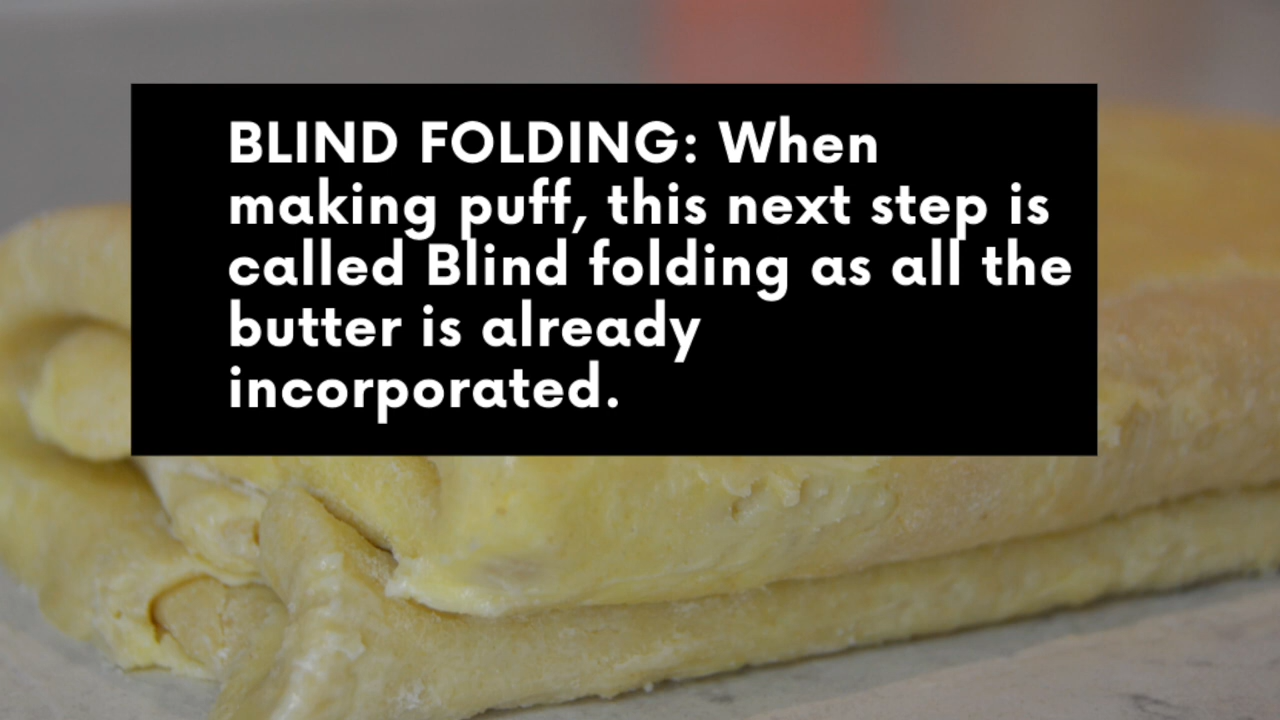 BLIND FOLDING: When
making puff, this next step is
called Blind folding as all the
butter is already
incorporated.